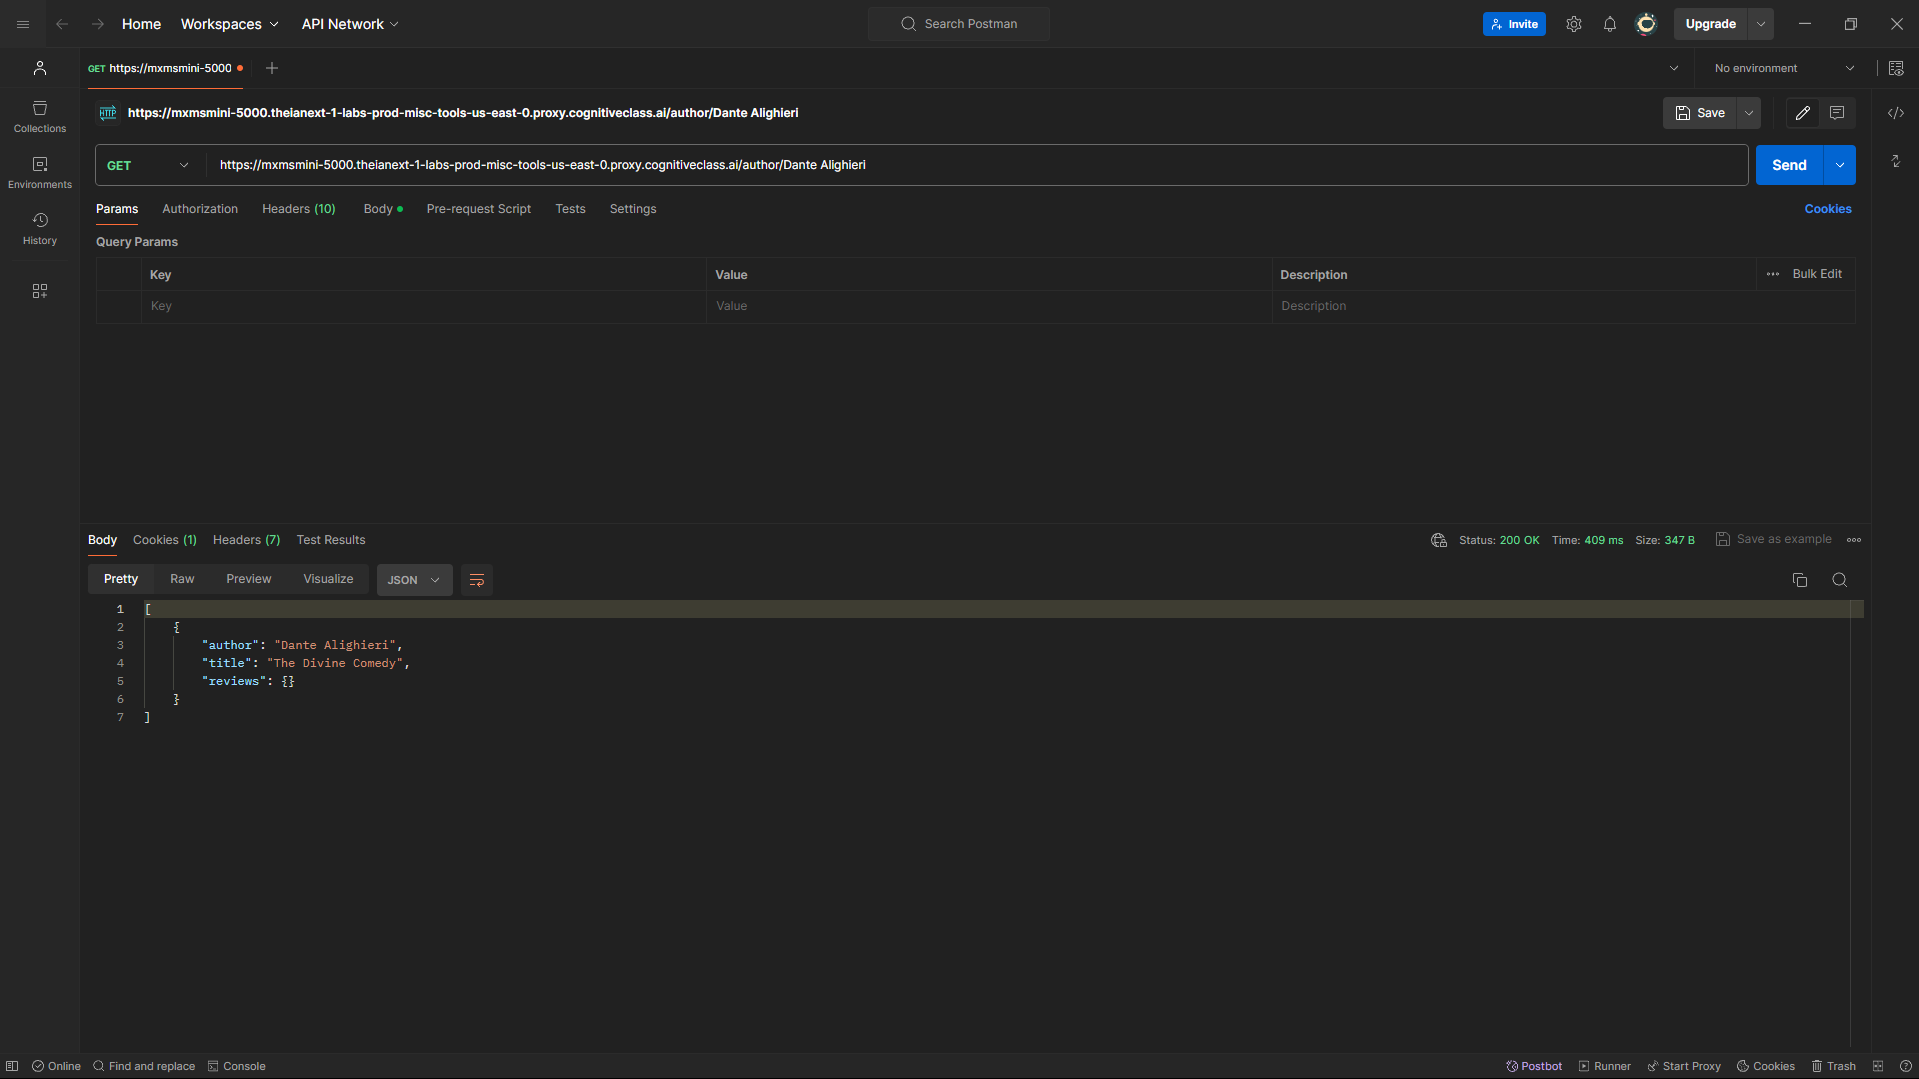 Home Workspaces API Network Search Postman Invite Upgrade
GET https://mxmsmini-5000 No environment
HTTP https://mxmsmini-5000.theianext-1-labs-prod-misc-tools-us-east-0.proxy.cognitiveclass.ai/author/Dante Alighieri Save
Collections
GET https://mxmsmini-5000.theianext-1-labs-prod-misc-tools-us-east-0.proxy.cognitiveclass.ai/author/Dante Alighieri Send
Environments
Params Authorization Headers (10) Body Pre-request Script Tests Settings Cookies
History
Query Params
Key Value Description Bulk Edit
Key Value Description
Body Cookies (1) Headers (7) Test Results Status: 200 OK Time: 409 ms Size: 347 B Save as example
Pretty Raw Preview Visualize JSON
1 [
2 {
3 "author": "Dante Alighieri",
4 "title": "The Divine Comedy",
5 "reviews": {}
6 }
7 ]
Online Find and replace Console Postbot Runner Start Proxy Cookies Trash